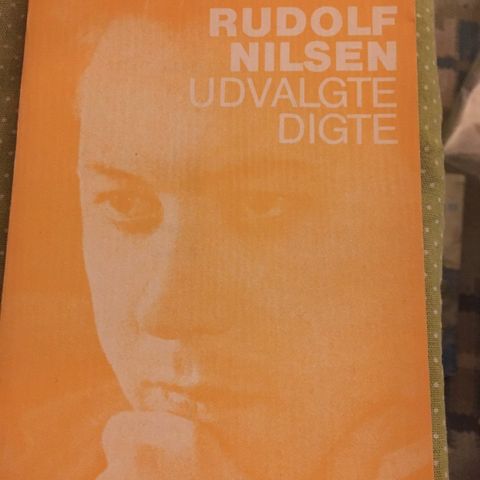 RUDOLF
NILSEN
UDVALGTE
DIGTE